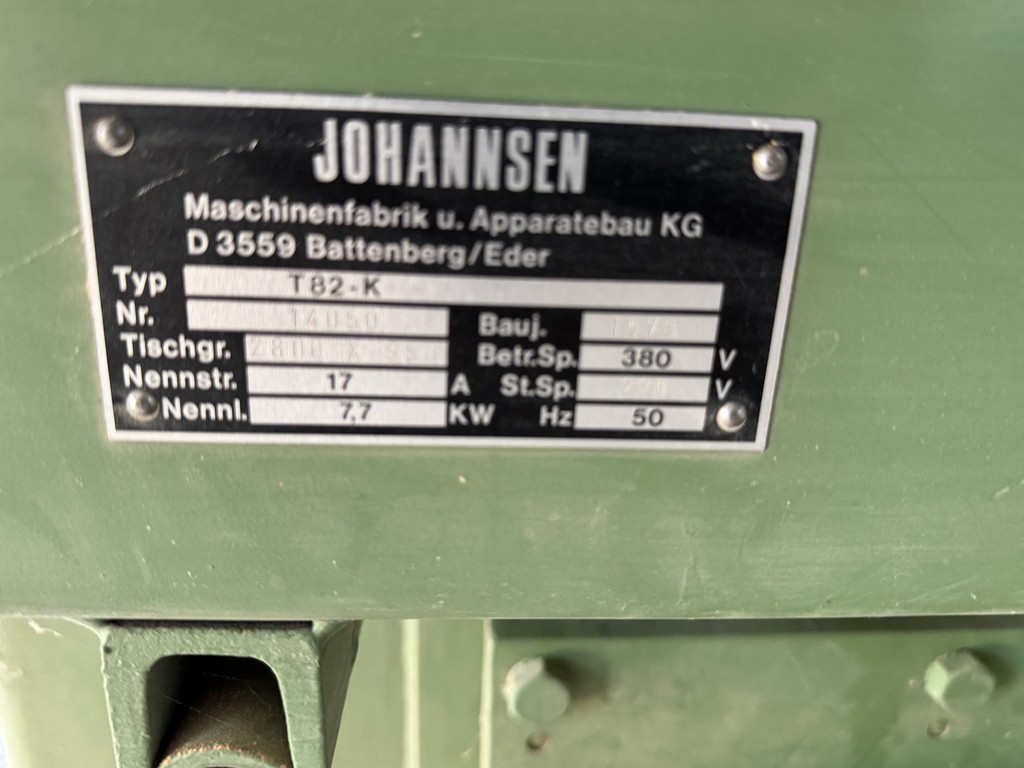 JOHANNSEN
Maschinenfabrik u. Apparatebau KG
D 3559 Battenberg/Eder
Typ T82-K
Nr. 14050 Bauj.
Tischgr. Betr.Sp. 380 V
Nennstr. 17 A St.Sp. V
Nennl. 7,7 KW Hz 50